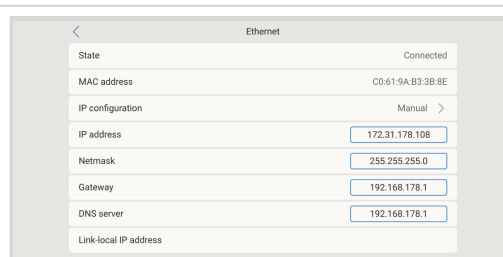 Ethernet
State Connected
MAC address C0:61:9A:B3:3B:8E
IP configuration Manual
IP address 172.31.178.108
Netmask 255.255.255.0
Gateway 192.168.178.1
DNS server 192.168.178.1
Link-local IP address